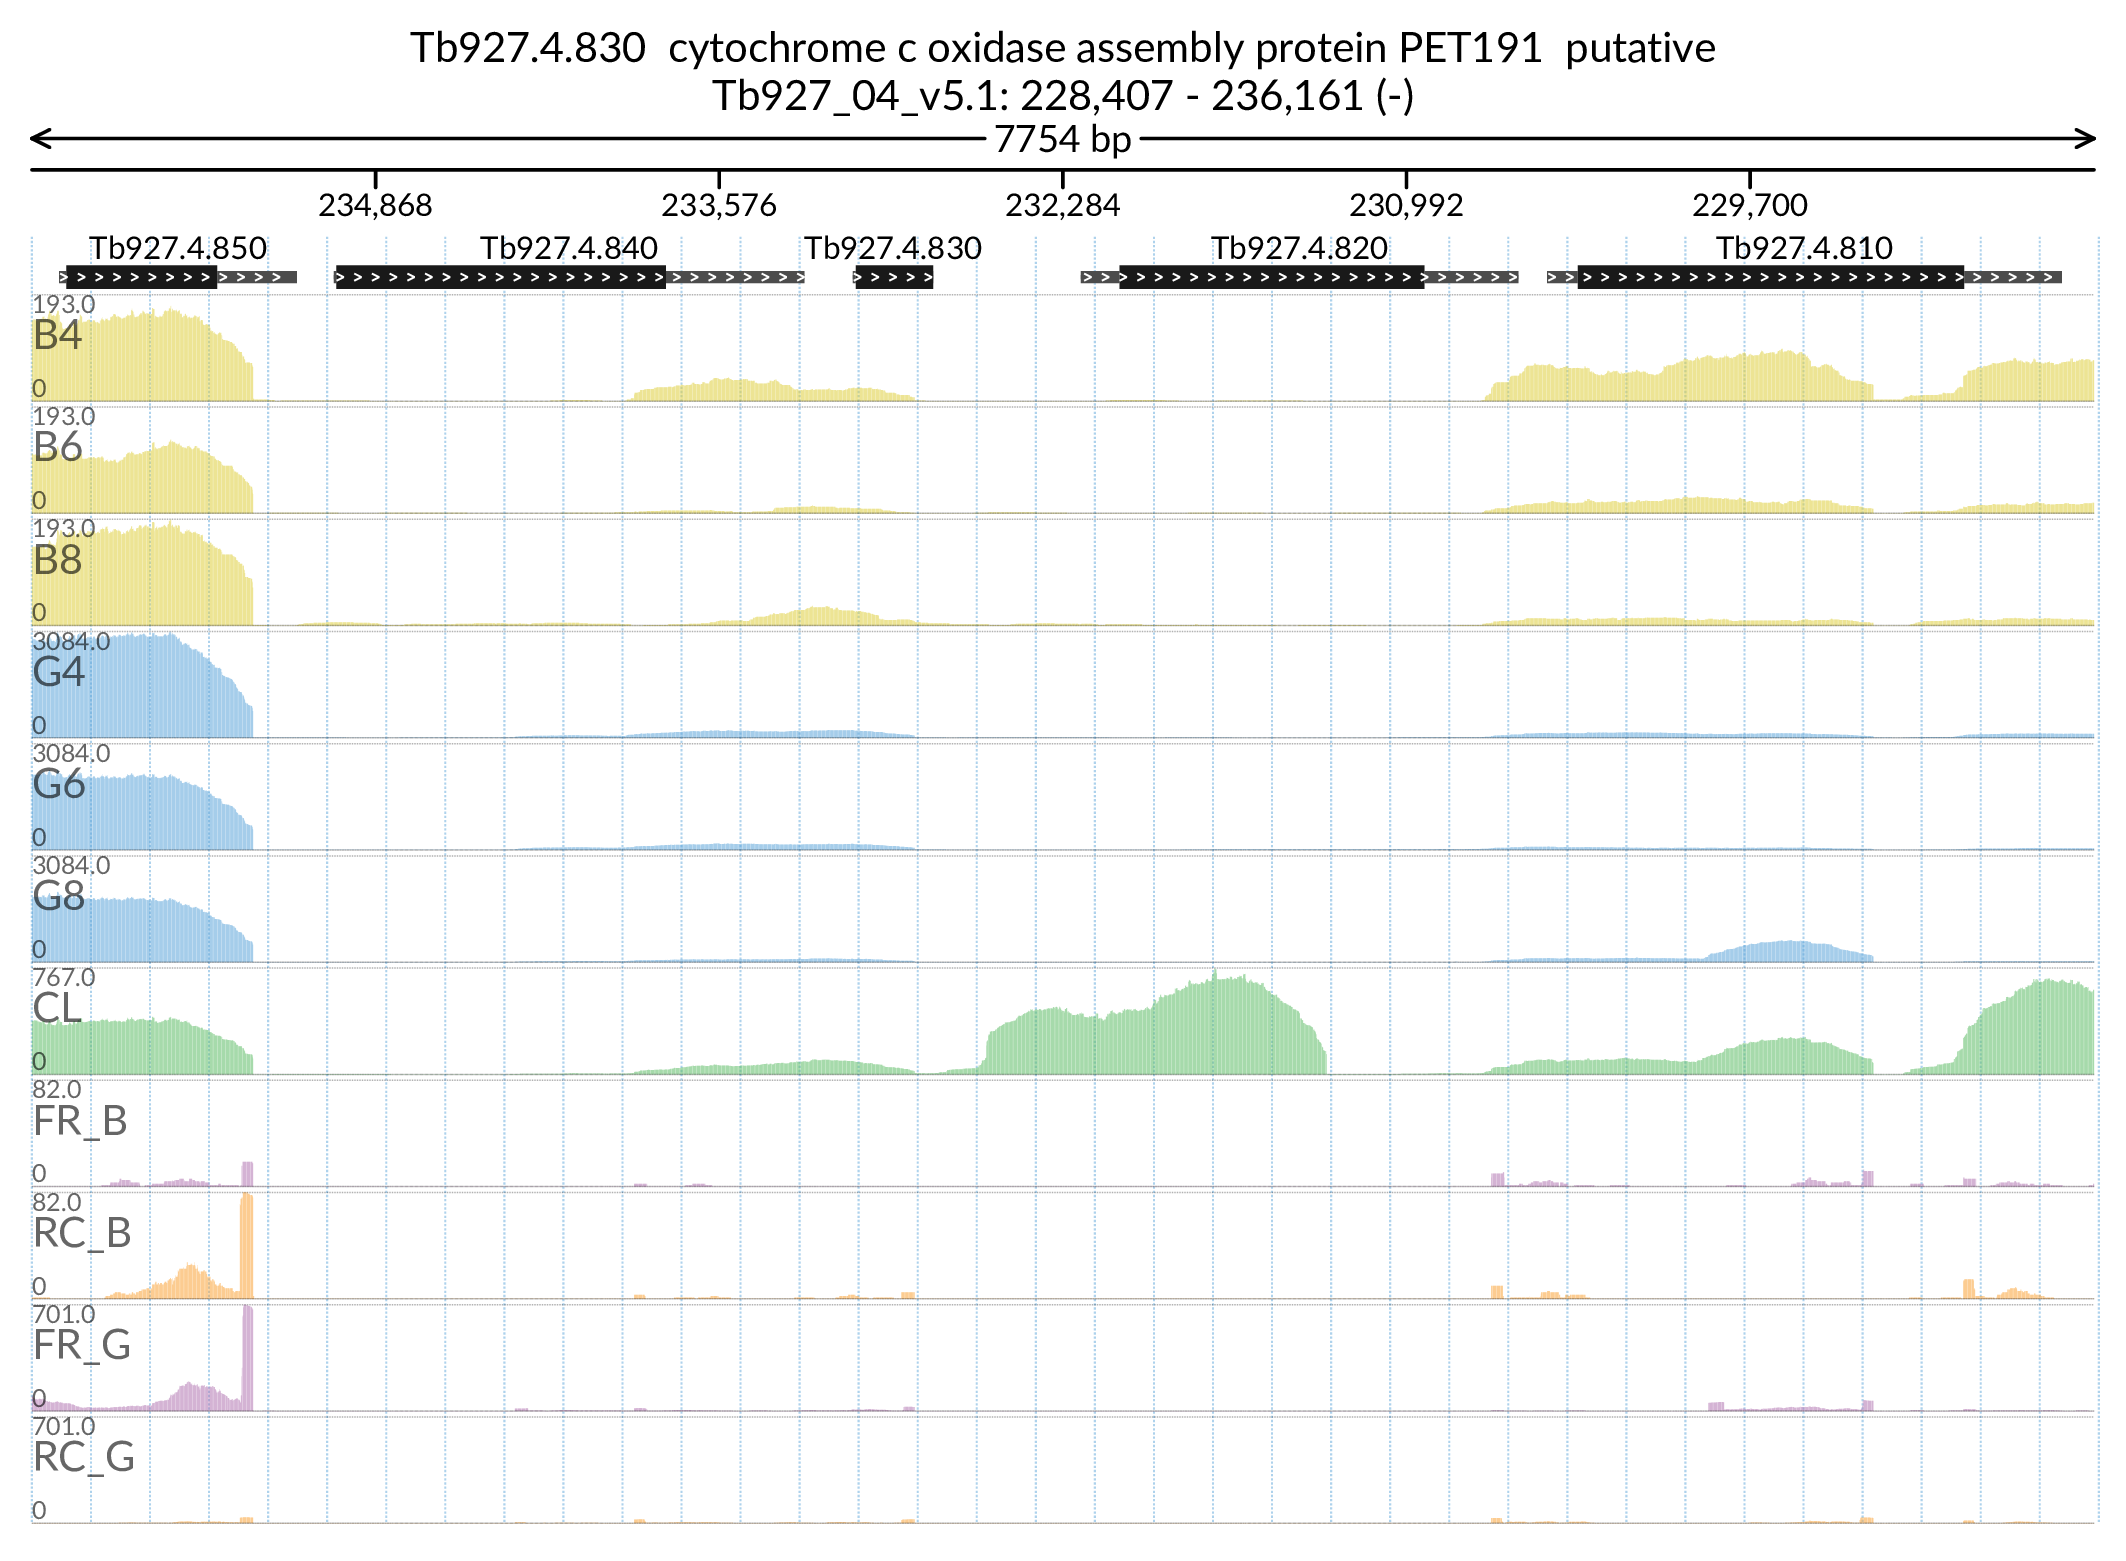 Tb927.4.830  cytochrome c oxidase assembly protein PET191  putative
Tb927_04_v5.1: 228,407 - 236,161 (-)
7754 bp
234,868 233,576 232,284 230,992 229,700
Tb927.4.850 Tb927.4.840 Tb927.4.830 Tb927.4.820 Tb927.4.810
193.0
B4
0
193.0
B6
0
193.0
B8
0
3084.0
G4
0
3084.0
G6
0
3084.0
G8
0
767.0
CL
0
82.0
FR_B
0
82.0
RC_B
0
701.0
FR_G
0
701.0
RC_G
0